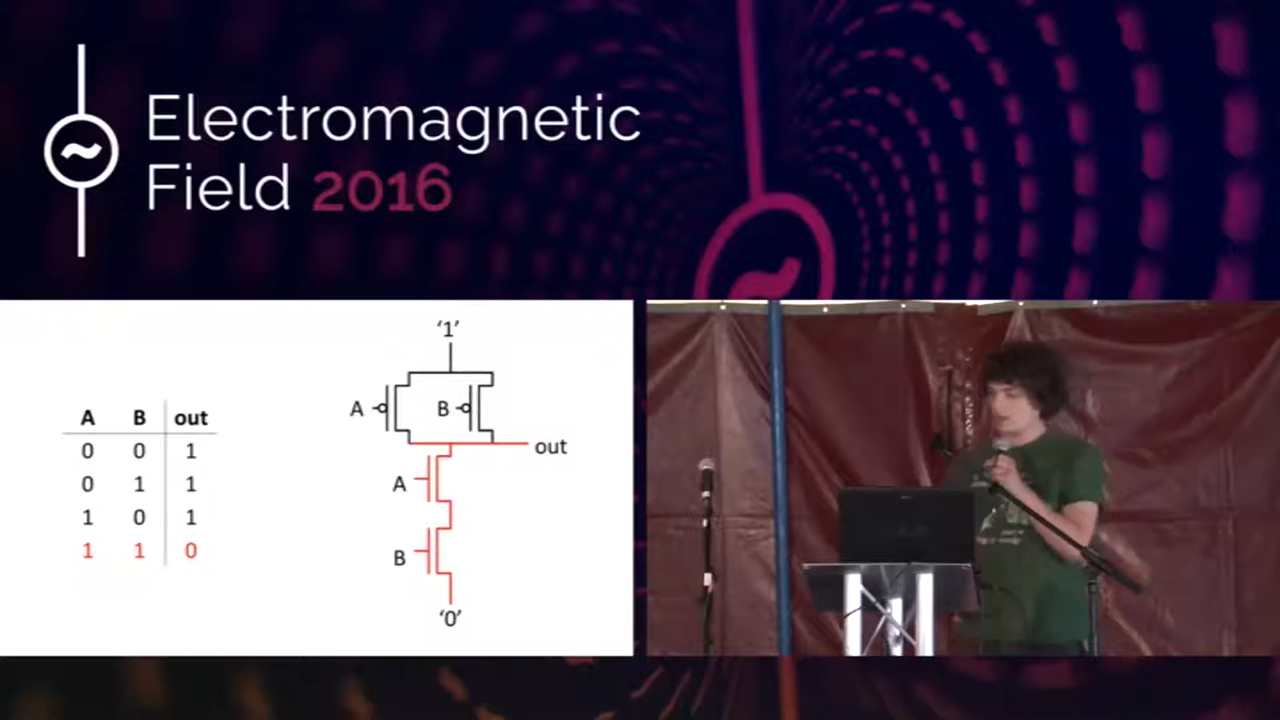 Electromagnetic
Field 2016
‘1’
A B
A B out
0 0 1
0 1 1
1 0 1
1 1 0
out
A
B
‘0’